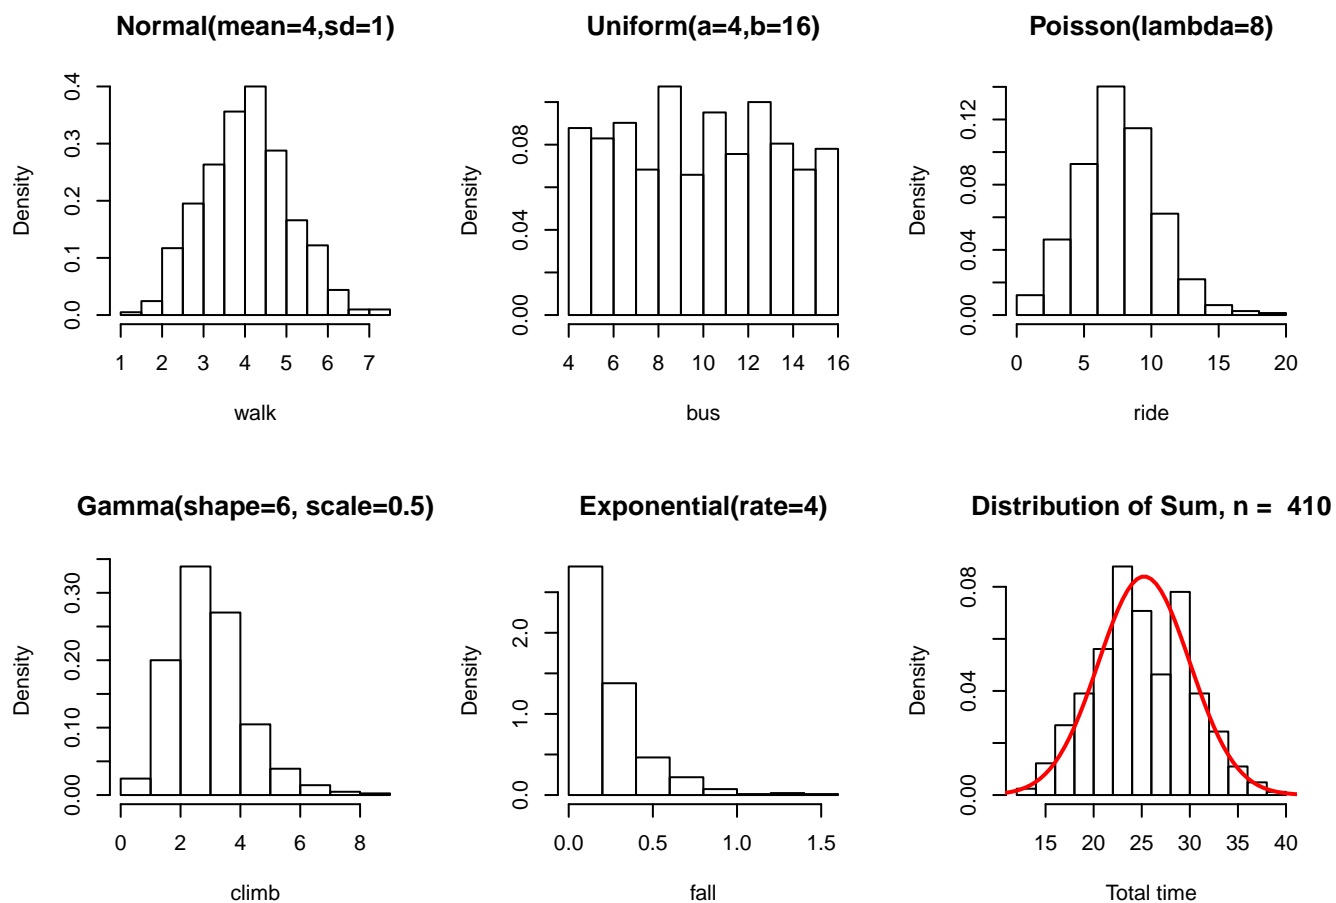 Normal(mean=4,sd=1)
Density
0.0 0.1 0.2 0.3 0.4
1 2 3 4 5 6 7
walk
Uniform(a=4,b=16)
Density
0.00 0.04 0.08
4 6 8 10 12 14 16
bus
Poisson(lambda=8)
Density
0.00 0.04 0.08 0.12
0 5 10 15 20
ride
Gamma(shape=6, scale=0.5)
Density
0.00 0.10 0.20 0.30
0 2 4 6 8
climb
Exponential(rate=4)
Density
0.0 1.0 2.0
0.0 0.5 1.0 1.5
fall
Distribution of Sum, n = 410
Density
0.00 0.04 0.08
15 20 25 30 35 40
Total time